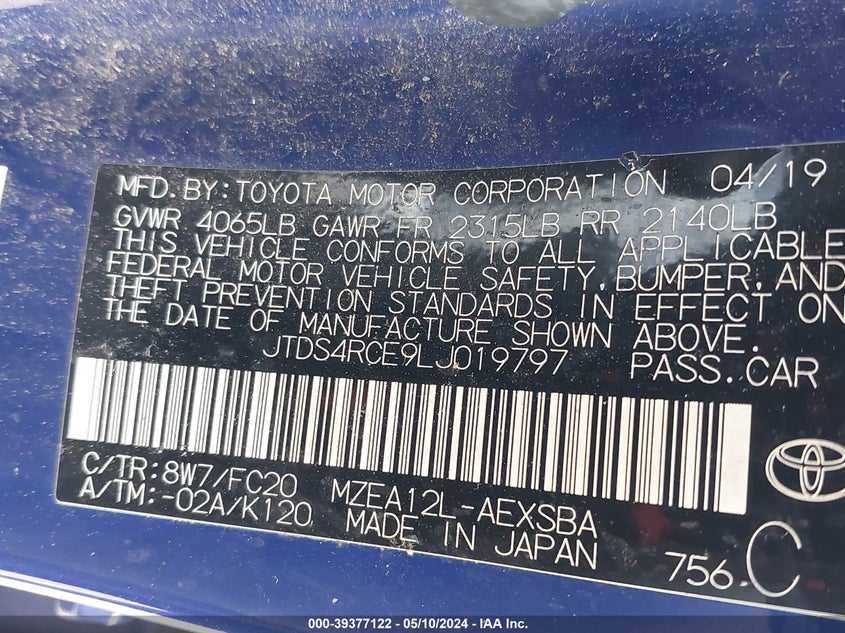 MFD. BY: TOYOTA MOTOR CORPORATION 04/19
GVWR 4065LB GAWR FR 2315LB RR 2140LB
THIS VEHICLE CONFORMS TO ALL APPLICABLE
FEDERAL MOTOR VEHICLE SAFETY, BUMPER, AND
THEFT PREVENTION STANDARDS IN EFFECT ON
THE DATE OF MANUFACTURE SHOWN ABOVE.
JTDS4RCE9LJ019797 PASS. CAR
C/TR: 8W7/FC20 MZEA12L-AEXSBA
A/TM: -02A/K120 MADE IN JAPAN 756. C
000-39377122 - 05/10/2024 - IAA Inc.